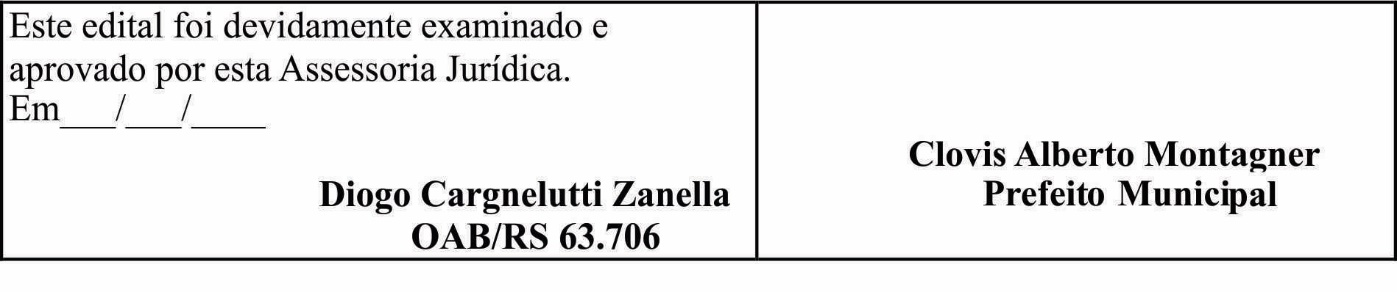 Este edital foi devidamente examinado e
aprovado por esta Assessoria Jurídica.
Em___/___/____
Diogo Cargnelutti Zanella
OAB/RS 63.706
Clovis Alberto Montagner
Prefeito Municipal